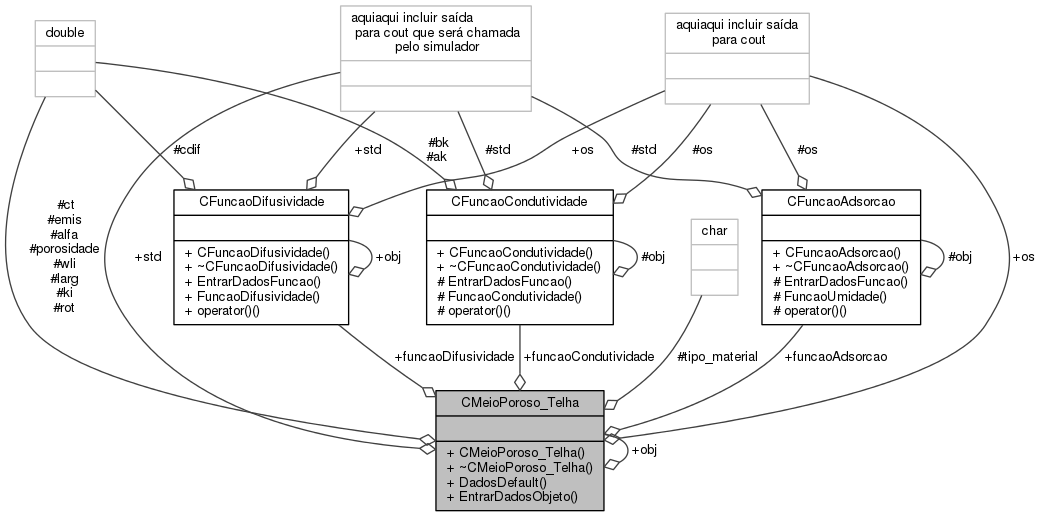 double
aquiaqui incluir saída
para cout que será chamada
pelo simulador
aquiaqui incluir saída
para cout
#cdif
+std
#bk
#ak
#std
+os
#std
#os
#os
#ct
#emis
#alfa
#porosidade
#wli
#larg
#ki
#rot
+std
CFuncaoDifusividade
+ CFuncaoDifusividade()
+ ~CFuncaoDifusividade()
+ EntrarDadosFuncao()
+ FuncaoDifusividade()
+ operator()()
+obj
CFuncaoCondutividade
+ CFuncaoCondutividade()
+ ~CFuncaoCondutividade()
# EntrarDadosFuncao()
# FuncaoCondutividade()
# operator()()
#obj
char
CFuncaoAdsorcao
+ CFuncaoAdsorcao()
+ ~CFuncaoAdsorcao()
# EntrarDadosFuncao()
# FuncaoUmidade()
# operator()()
#obj
+os
+funcaoDifusividade
+funcaoCondutividade
#tipo_material
+funcaoAdsorcao
CMeioPoroso_Telha
+ CMeioPoroso_Telha()
+ ~CMeioPoroso_Telha()
+ DadosDefault()
+ EntrarDadosObjeto()
+obj